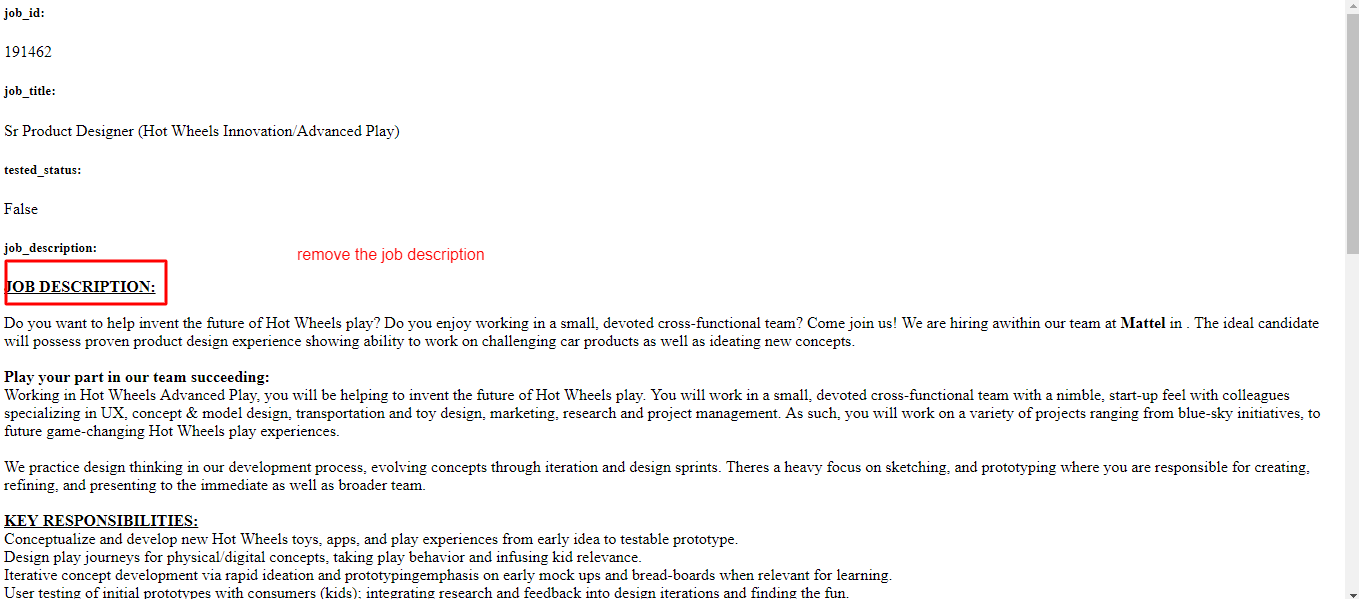 job_id:
191462
job_title:
Sr Product Designer (Hot Wheels Innovation/Advanced Play)
tested_status:
False
job_description:
remove the job description
JOB DESCRIPTION:
Do you want to help invent the future of Hot Wheels play? Do you enjoy working in a small, devoted cross-functional team? Come join us! We are hiring awithin our team at Mattel in . The ideal candidate
will possess proven product design experience showing ability to work on challenging car products as well as ideating new concepts.
Play your part in our team succeeding:
Working in Hot Wheels Advanced Play, you will be helping to invent the future of Hot Wheels play. You will work in a small, devoted cross-functional team with a nimble, start-up feel with colleagues
specializing in UX, concept & model design, transportation and toy design, marketing, research and project management. As such, you will work on a variety of projects ranging from blue-sky initiatives, to
future game-changing Hot Wheels play experiences.
We practice design thinking in our development process, evolving concepts through iteration and design sprints. Theres a heavy focus on sketching, and prototyping where you are responsible for creating,
refining, and presenting to the immediate as well as broader team.
KEY RESPONSIBILITIES:
Conceptualize and develop new Hot Wheels toys, apps, and play experiences from early idea to testable prototype.
Design play journeys for physical/digital concepts, taking play behavior and infusing kid relevance.
Iterative concept development via rapid ideation and prototypingemphasis on early mock ups and bread-boards when relevant for learning.
User testing of initial prototypes with consumers (kids); integrating research and feedback into design iterations and finding the fun.